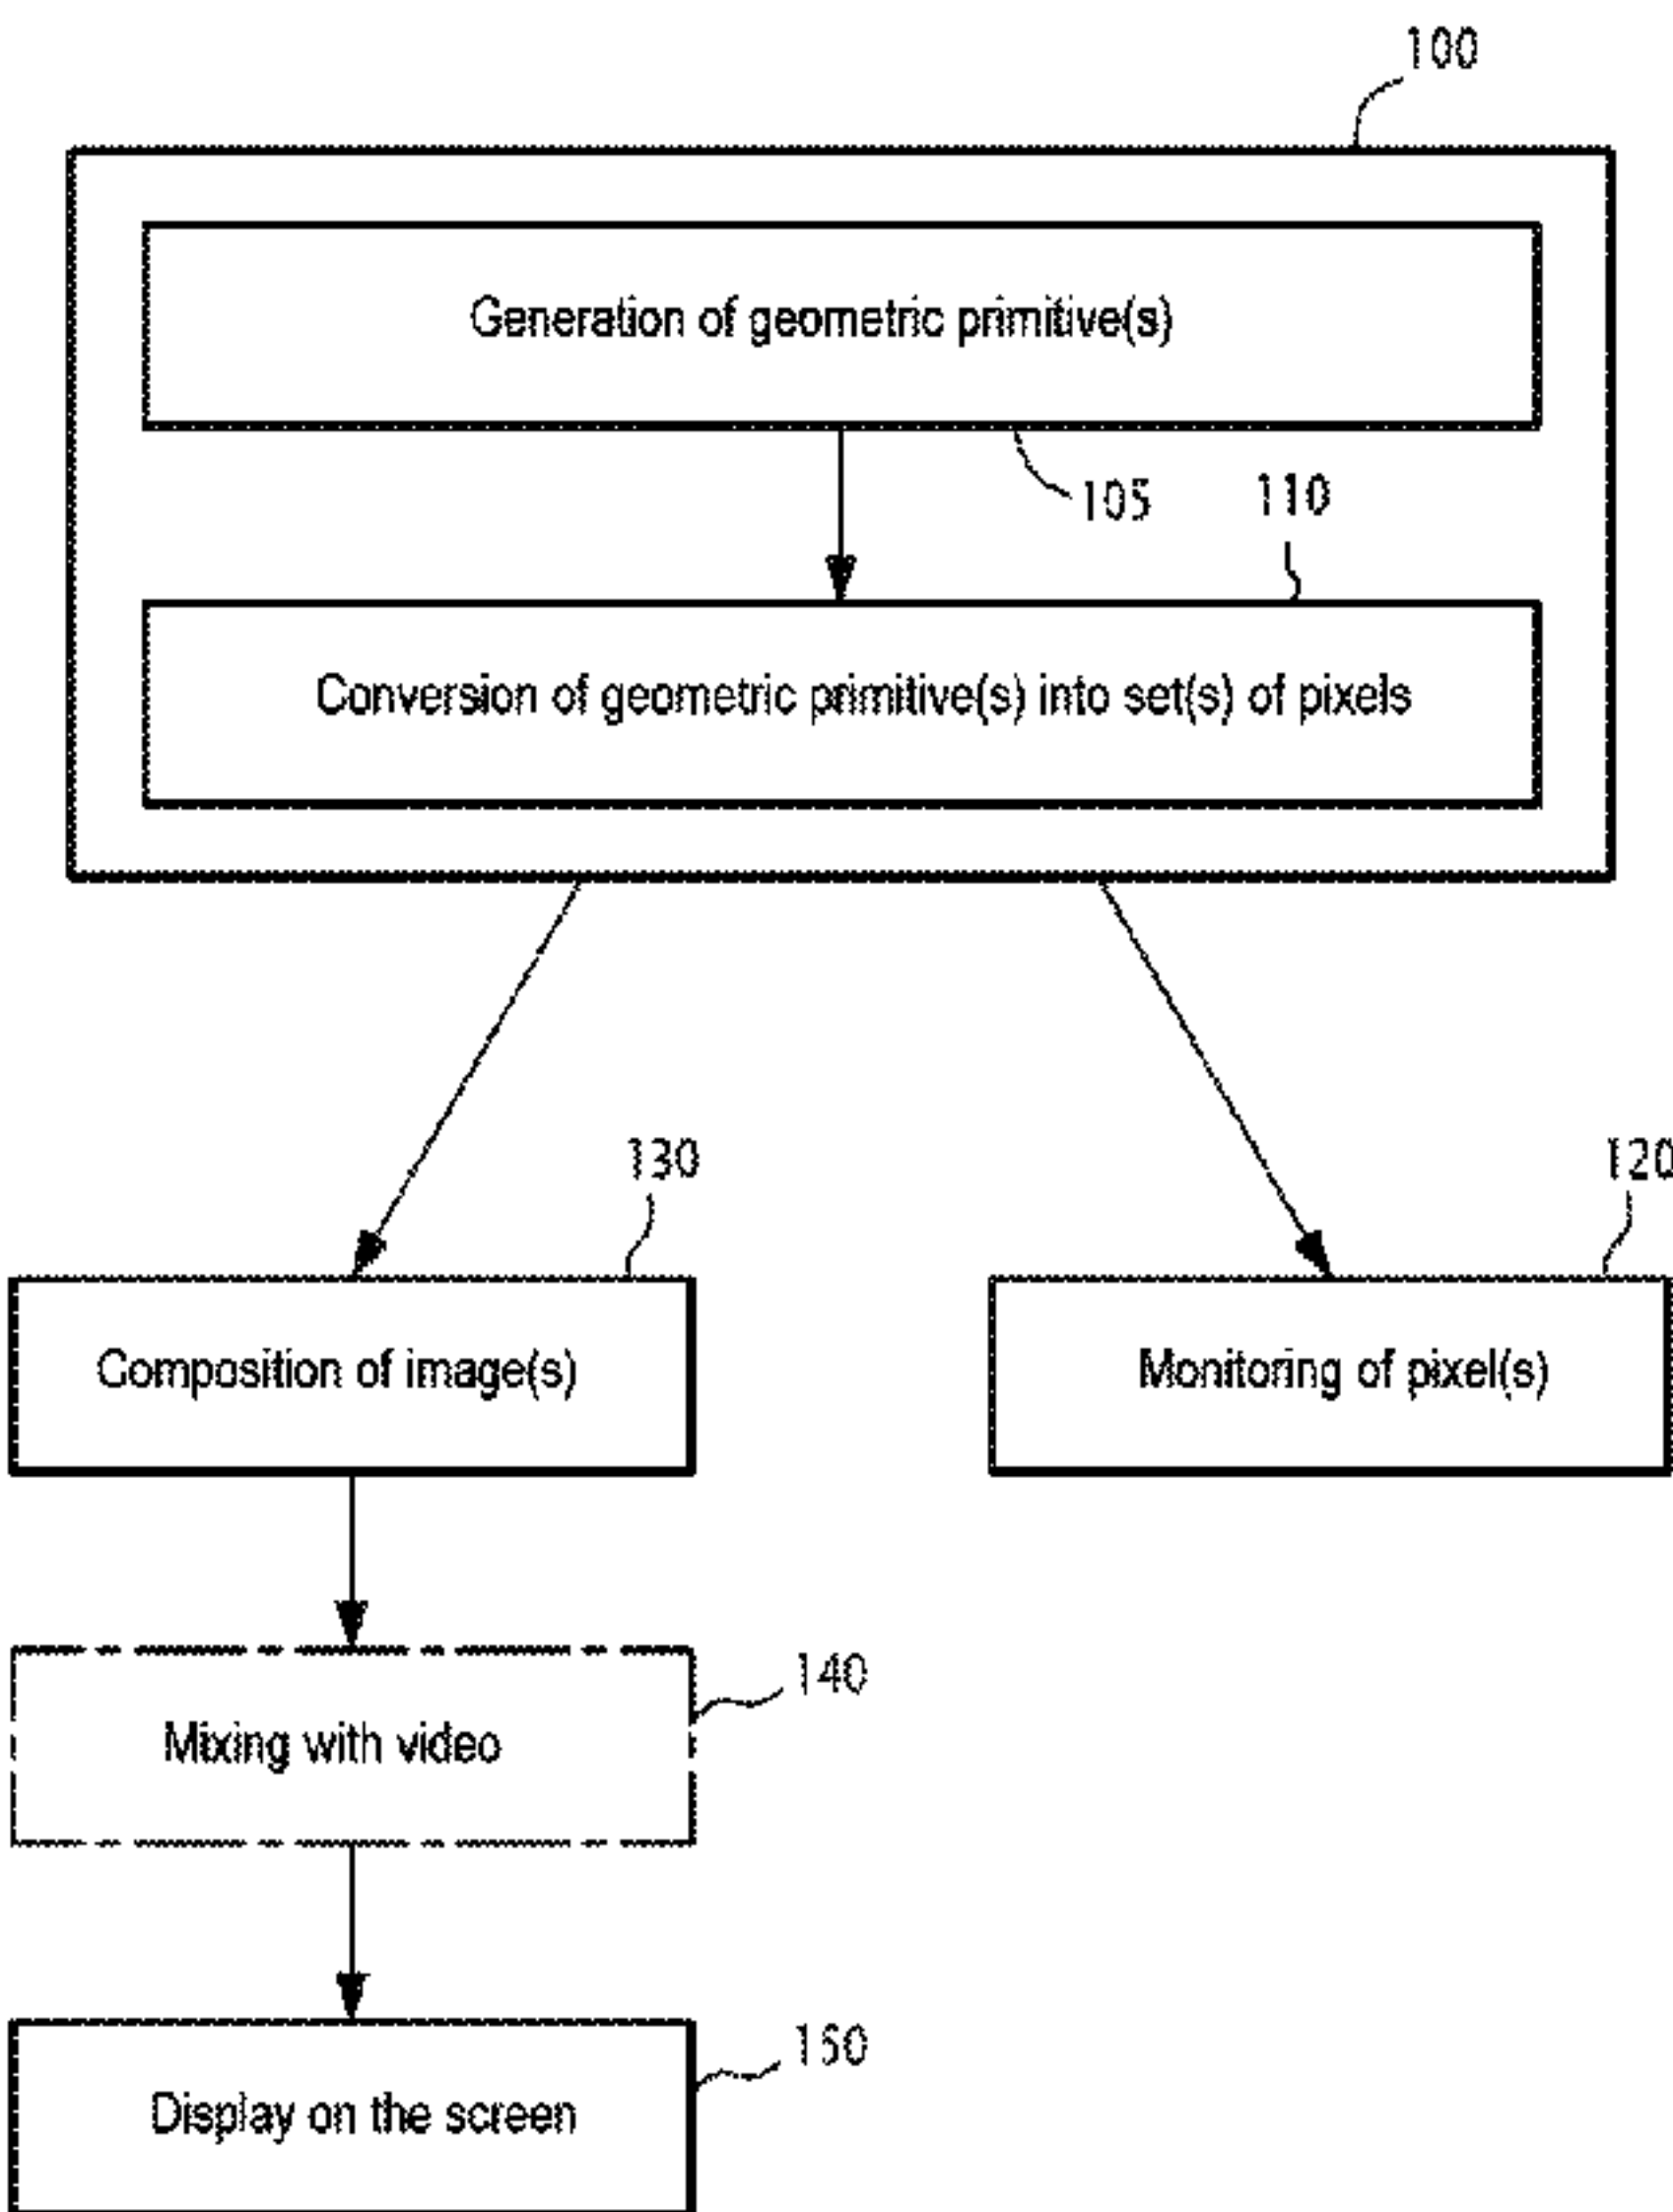 100
Generation of geometric primitive(s)
105
110
Conversion of geometric primitive(s) into set(s) of pixels
130
120
Composition of image(s)
Monitoring of pixel(s)
140
Mixing with video
150
Display on the screen